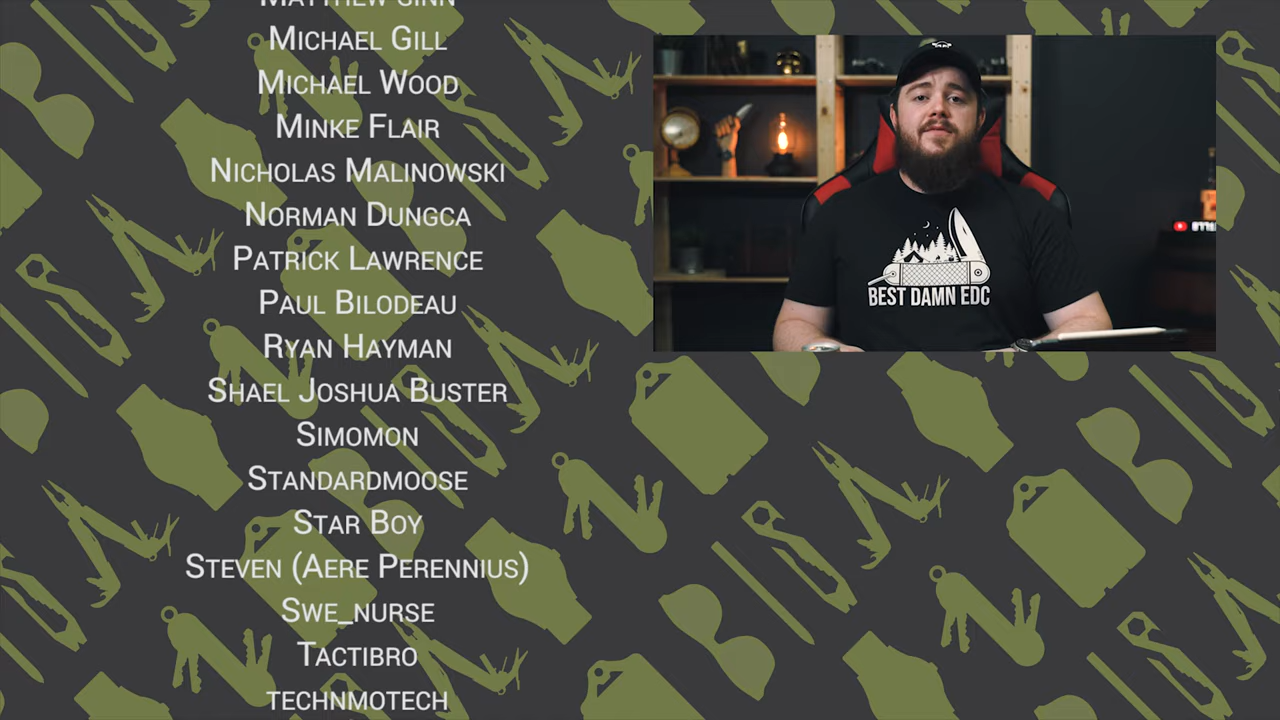 Michael Gill
Michael Wood
Minke Flair
Nicholas Malinowski
Norman Dungca
Patrick Lawrence
Paul Bilodeau
Ryan Hayman
Shael Joshua Buster
Simomon
Standardmoose
Star Boy
Steven (Aere Perennius)
Swe_nurse
Tactibro
technmotech
BEST DAMN EDC